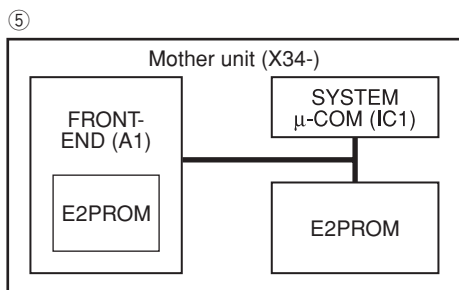 ⑤
Mother unit (X34-)
FRONT-
END (A1)
E2PROM
SYSTEM
μ-COM (IC1)
E2PROM